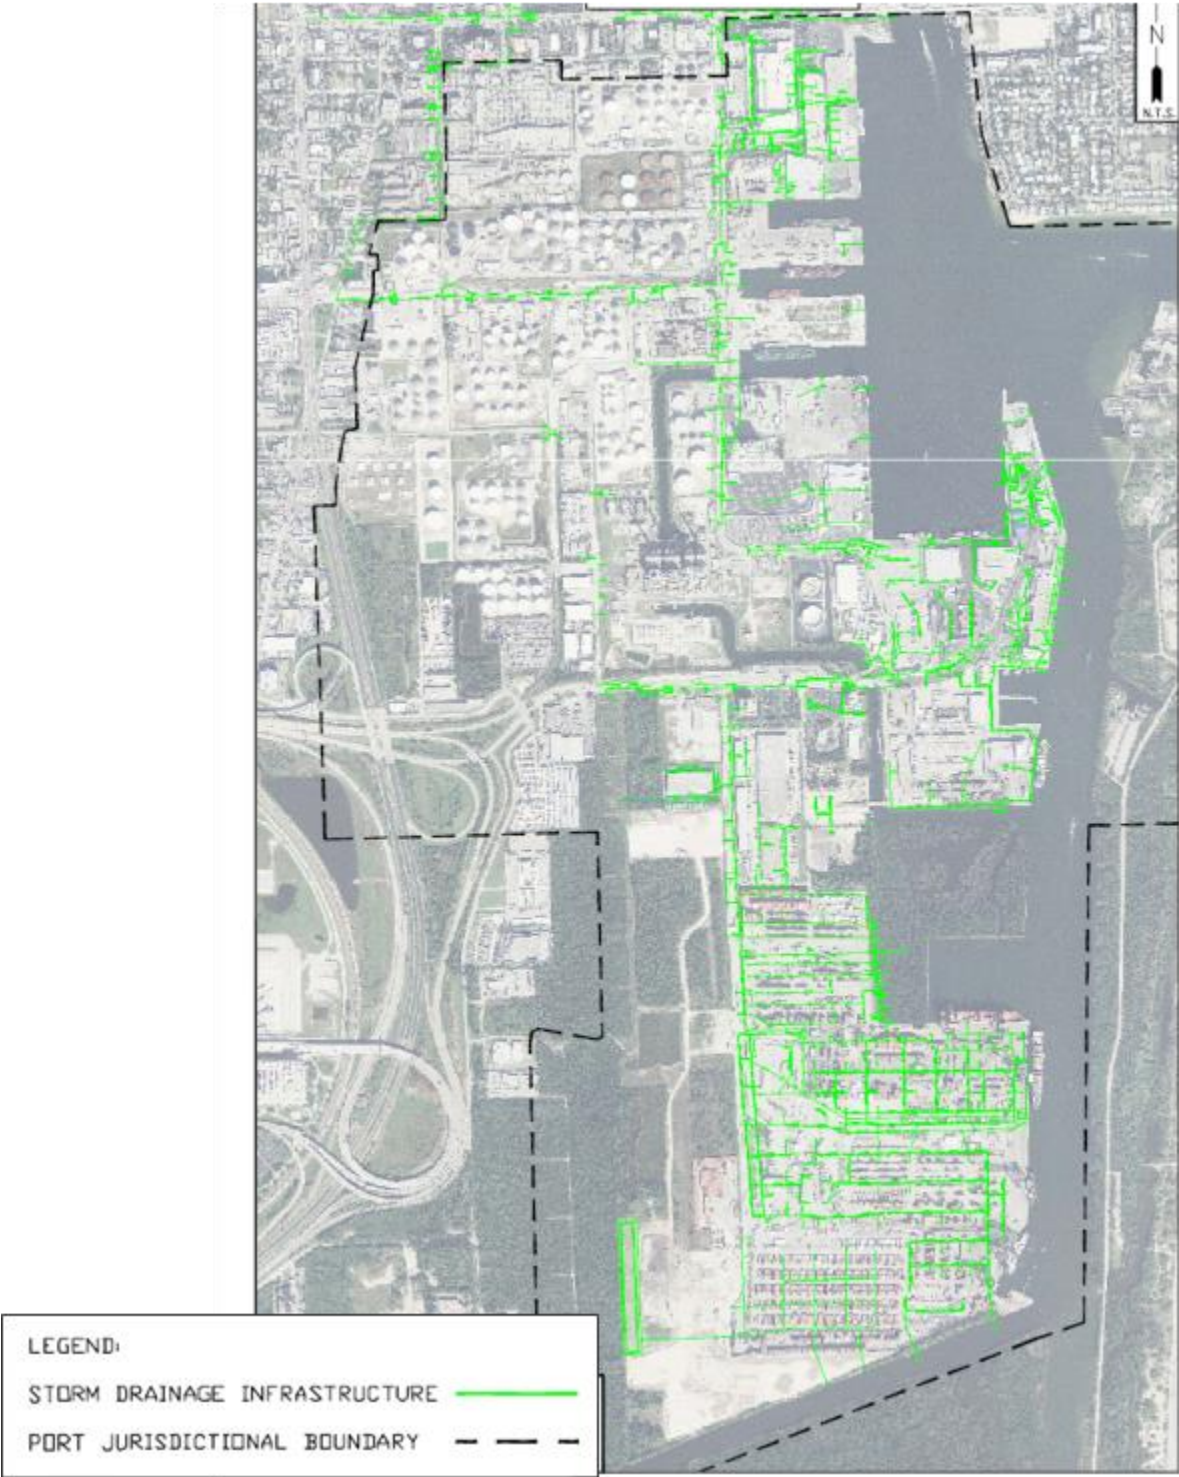 N
N.T.S.
LEGEND:
STORM DRAINAGE INFRASTRUCTURE
PORT JURISDICTIONAL BOUNDARY